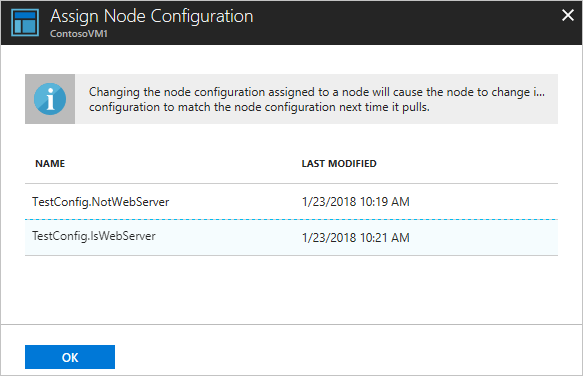 Assign Node Configuration
ContosoVM1
Changing the node configuration assigned to a node will cause the node to change i...
configuration to match the node configuration next time it pulls.
NAME LAST MODIFIED
TestConfig.NotWebServer 1/23/2018 10:19 AM
TestConfig.IsWebServer 1/23/2018 10:21 AM
OK